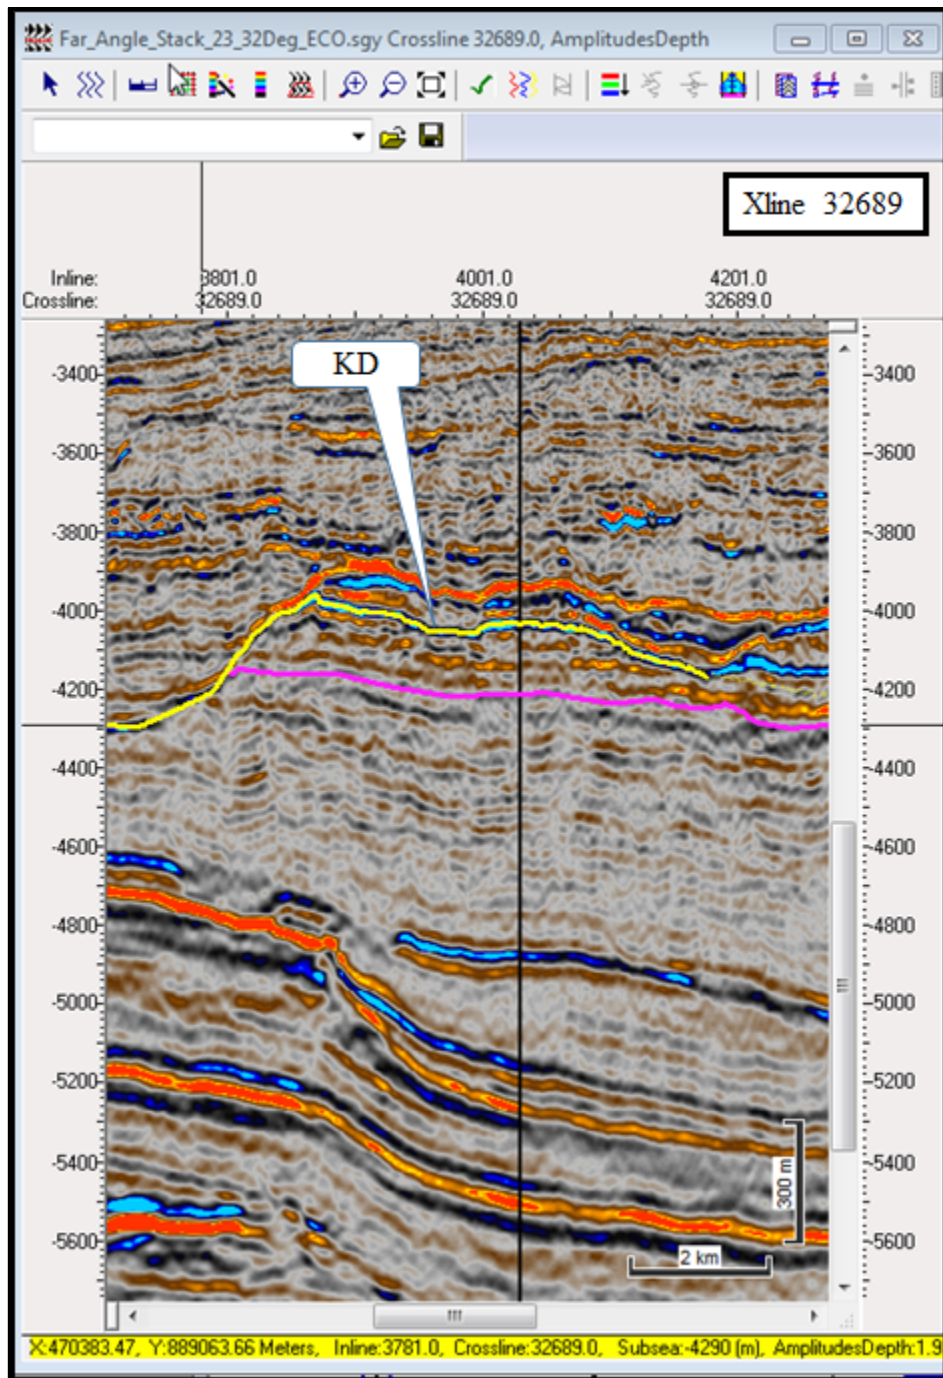 Far_Angle_Stack_23_32Deg_ECO.sgy Crossline 32689.0, AmplitudesDepth
Xline 32689
Inline: 3801.0 4001.0 4201.0
Crossline: 32689.0 32689.0 32689.0
KD
-3400 -3400
-3600 -3600
-3800 -3800
-4000 -4000
-4200 -4200
-4400 -4400
-4600 -4600
-4800 -4800
-5000 -5000
-5200 -5200
-5400 -5400
300 m
-5600 -5600
2 km
X:470383.47, Y:889063.66 Meters, Inline:3781.0, Crossline:32689.0, Subsea:-4290 (m), AmplitudesDepth:1.9